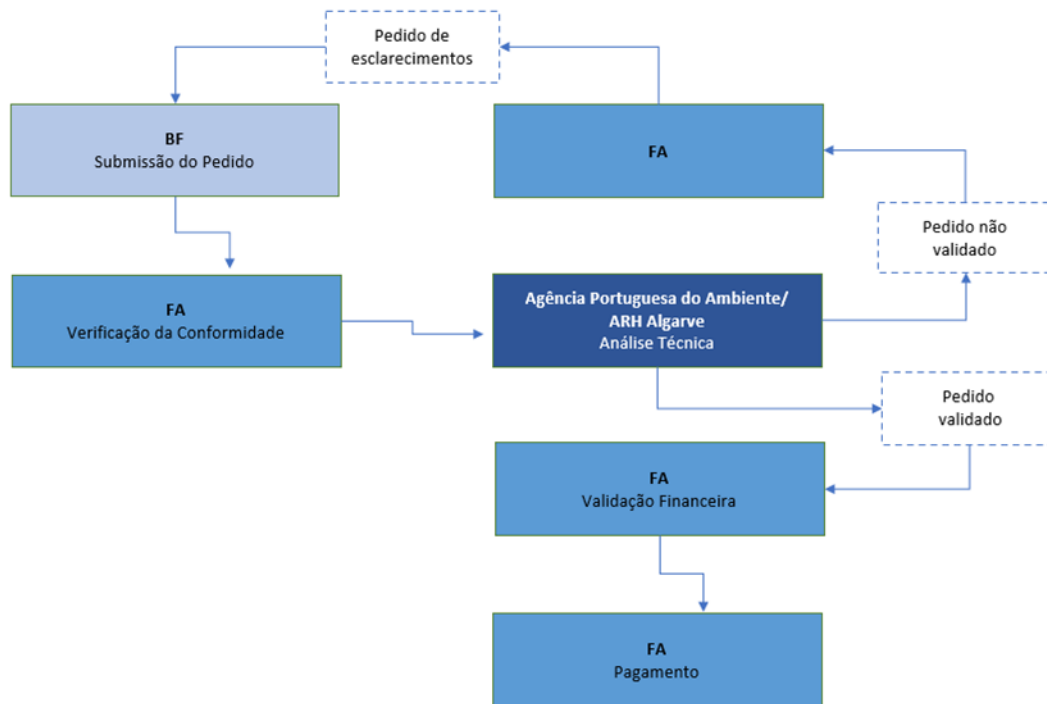 Pedido de
esclarecimentos
BF
Submissão do Pedido
FA
Pedido não
validado
FA
Verificação da Conformidade
Agência Portuguesa do Ambiente/
ARH Algarve
Análise Técnica
Pedido
validado
FA
Validação Financeira
FA
Pagamento